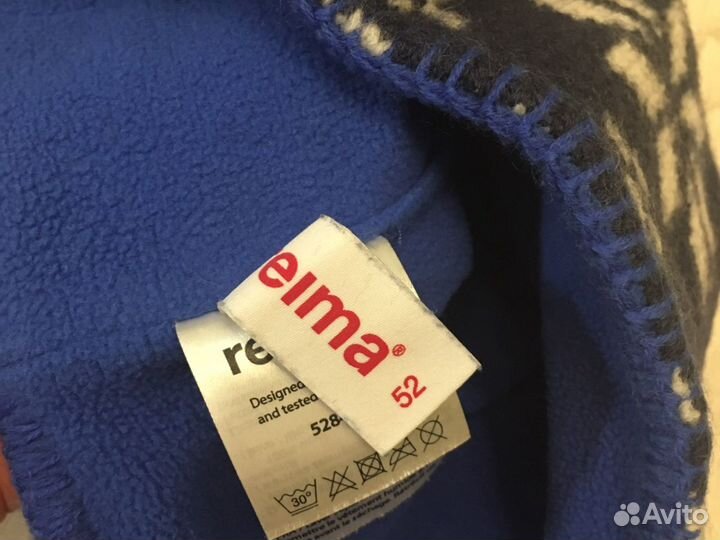 eima®
52
re
Designed
and tested
528
30°
Avito